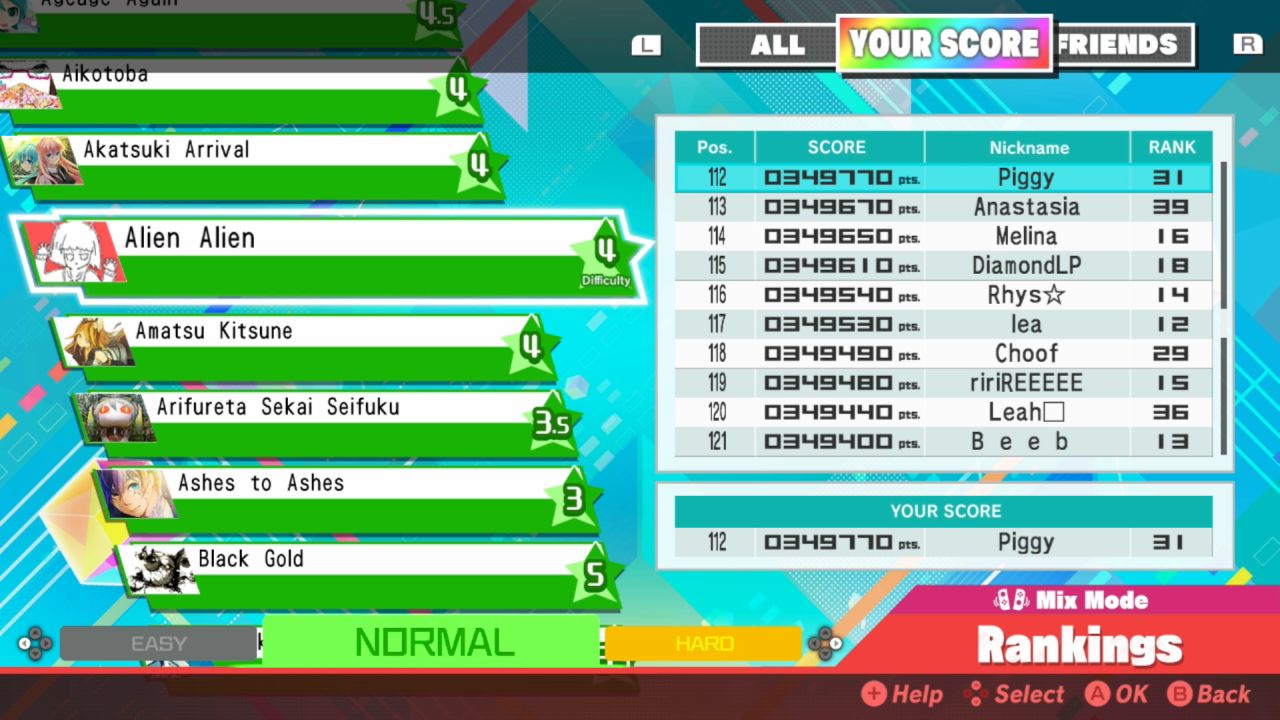 Ageage Again
4.5
L
ALL
YOUR SCORE
FRIENDS
R
Aikotoba
4
Akatsuki Arrival
4
Alien Alien
4
Difficulty
Amatsu Kitsune
4
Arifureta Sekai Seifuku
3.5
Ashes to Ashes
3
Black Gold
5
Pos. SCORE Nickname RANK
112 0349770 pts. Piggy 31
113 0349670 pts. Anastasia 39
114 0349650 pts. Melina 16
115 0349610 pts. DiamondLP 18
116 0349540 pts. Rhys☆ 14
117 0349530 pts. lea 12
118 0349490 pts. Choof 29
119 0349480 pts. ririREEEEE 15
120 0349440 pts. Leah□ 36
121 0349400 pts. B e e b 13
YOUR SCORE
112 0349770 pts. Piggy 31
EASY
NORMAL
HARD
Mix Mode
Rankings
+ Help Select A OK B Back